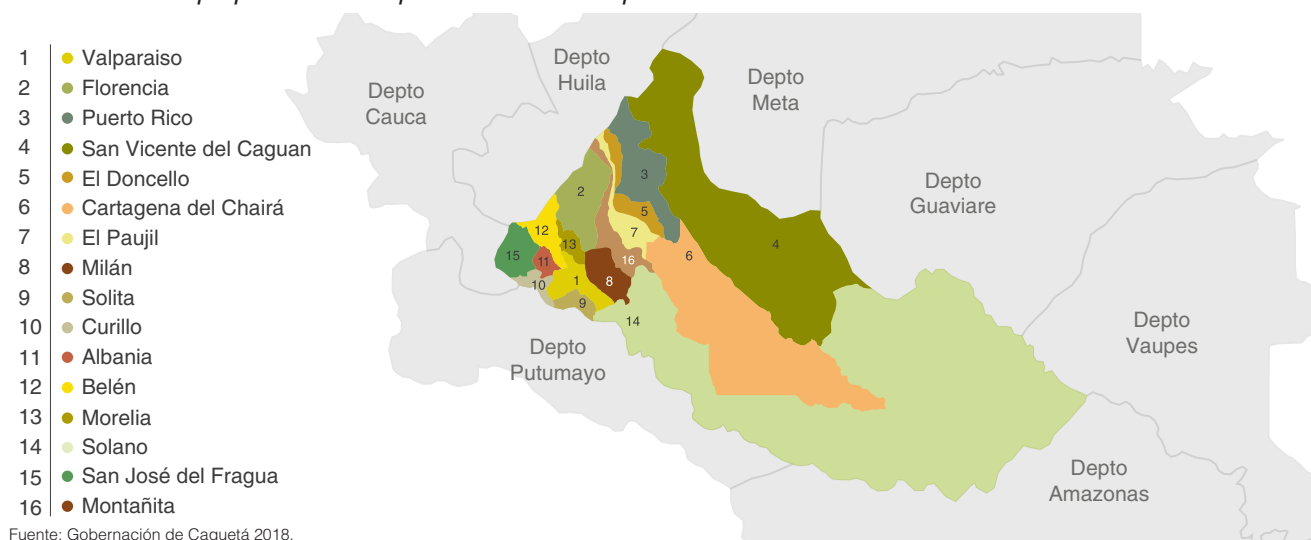 1 Valparaiso
2 Florencia
3 Puerto Rico
4 San Vicente del Caguan
5 El Doncello
6 Cartagena del Chairá
7 El Paujil
8 Milán
9 Solita
10 Curillo
11 Albania
12 Belén
13 Morelia
14 Solano
15 San José del Fragua
16 Montañita
Fuente: Gobernación de Caquetá 2018.
Depto
Cauca
Depto
Huila
Depto
Meta
Depto
Guaviare
Depto
Vaupes
Depto
Putumayo
Depto
Amazonas
2
3
5
7
12
13
15
11
10
1
8
16
9
14
6
4